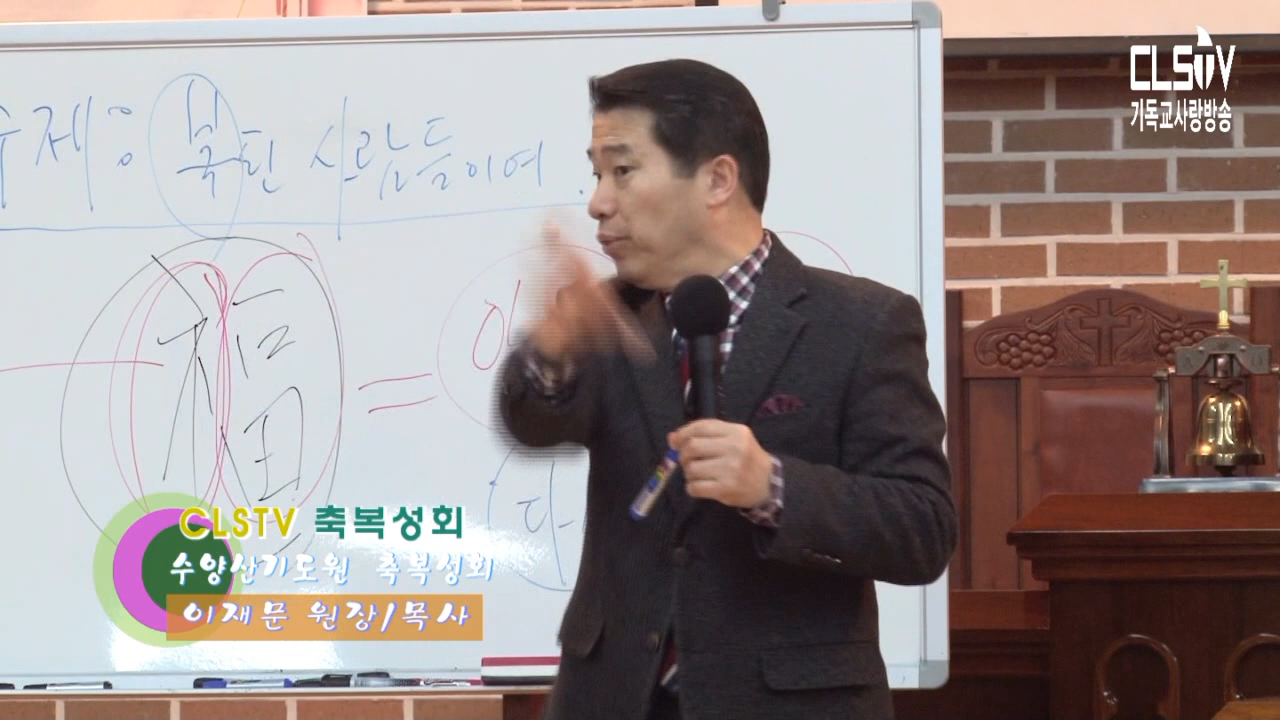 CLSTV
기독교사랑방송
주제: 복된 사람들이여
福 =
CLSTV 축복성회
수양산기도원 축복성회
이재문 원장/목사